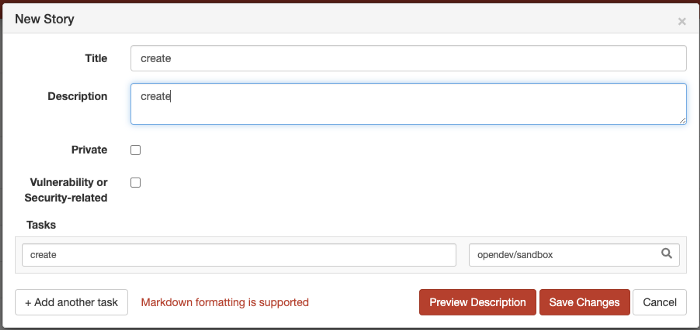 New Story ×
Title create
Description create
Private
Vulnerability or
Security-related
Tasks
create opendev/sandbox
+ Add another task Markdown formatting is supported Preview Description Save Changes Cancel